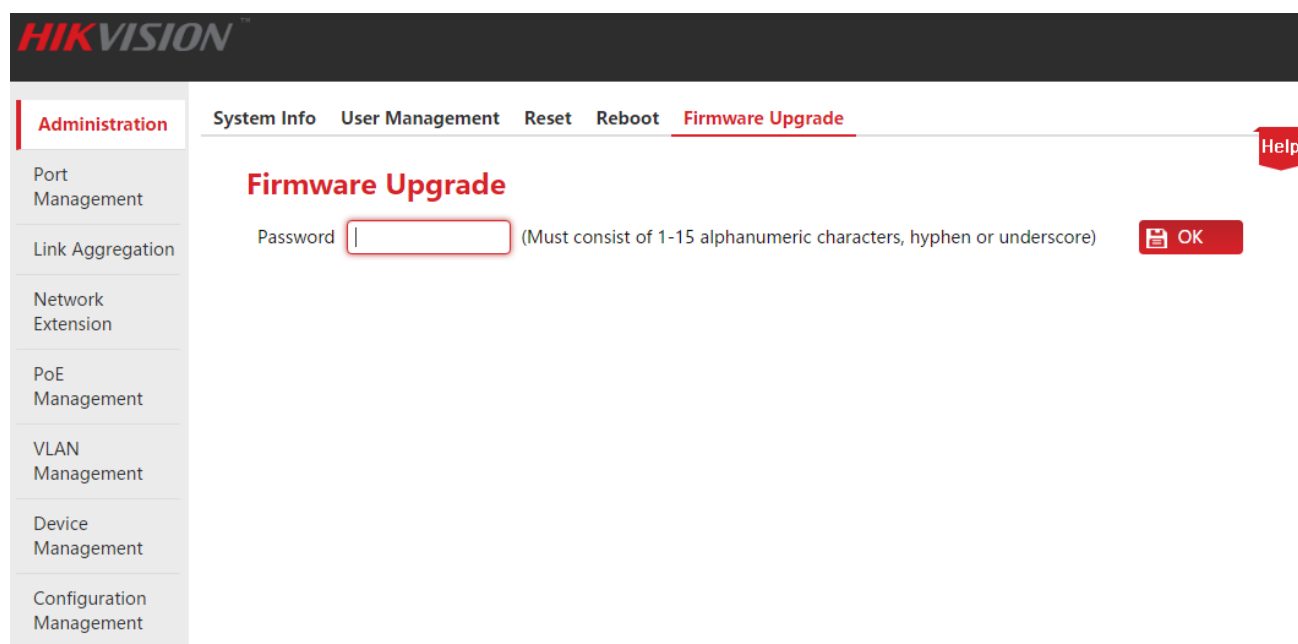 HIKVISION™
Administration
System Info User Management Reset Reboot Firmware Upgrade
Help
Port
Management
Firmware Upgrade
Password (Must consist of 1-15 alphanumeric characters, hyphen or underscore) OK
Link Aggregation
Network
Extension
PoE
Management
VLAN
Management
Device
Management
Configuration
Management